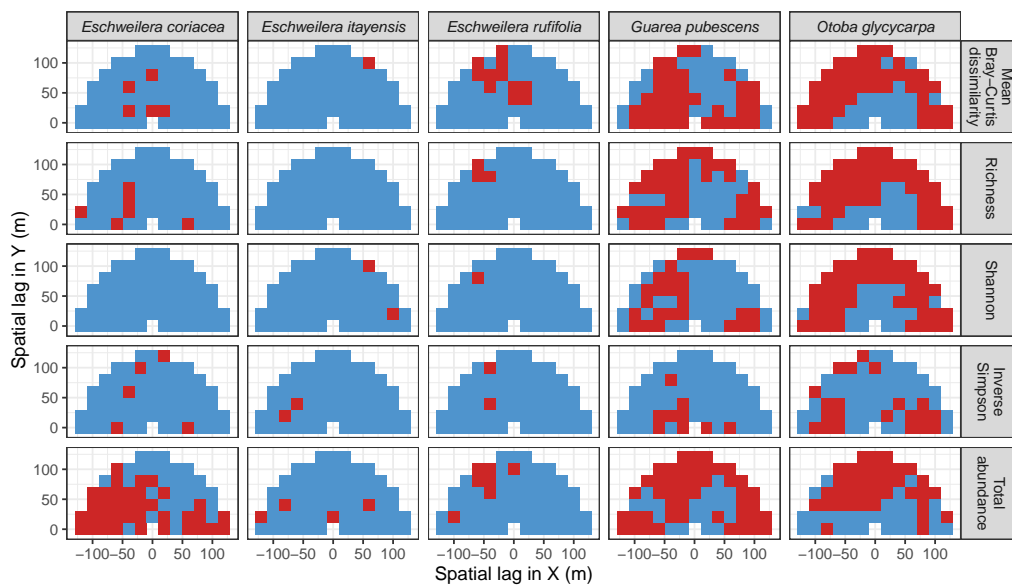 Eschweilera coriacea Eschweilera itayensis Eschweilera rufifolia Guarea pubescens Otoba glycycarpa
Mean
Bray−Curtis
dissimilarity
100
50
0
Richness
100
50
0
Shannon
100
50
0
Inverse
Simpson
100
50
0
Total
abundance
100
50
0
−100−50 0 50 100 −100−50 0 50 100 −100−50 0 50 100 −100−50 0 50 100 −100−50 0 50 100
Spatial lag in X (m)
Spatial lag in Y (m)